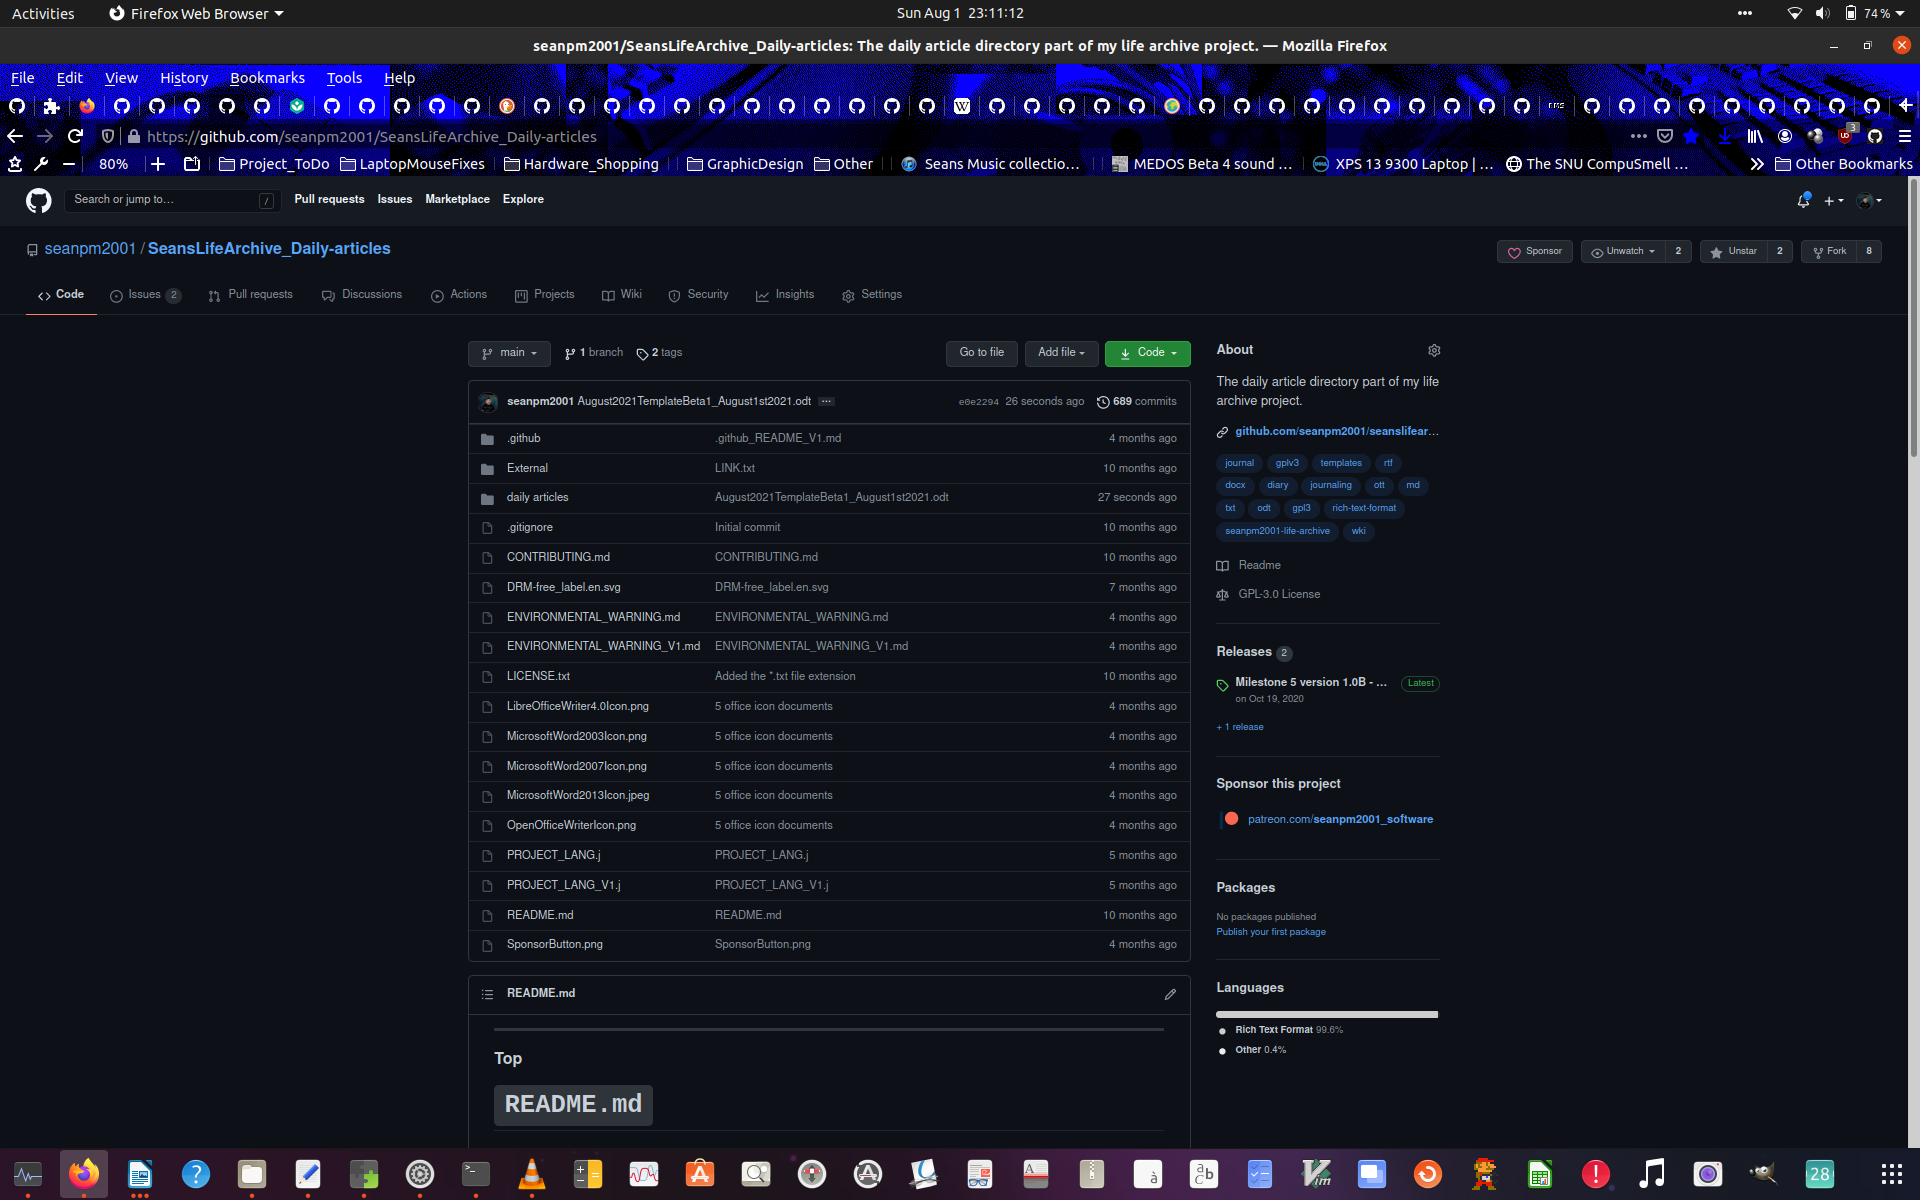 Activities
Firefox Web Browser
Sun Aug 1 23:11:12
74 %
seanpm2001/SeansLifeArchive_Daily-articles: The daily article directory part of my life archive project. — Mozilla Firefox
File Edit View History Bookmarks Tools Help
https://github.com/seanpm2001/SeansLifeArchive_Daily-articles
3
80%
Project_ToDo
LaptopMouseFixes
Hardware_Shopping
GraphicDesign
Other
Seans Music collectio…
MEDOS Beta 4 sound …
XPS 13 9300 Laptop | …
The SNU CompuSmell …
Other Bookmarks
Search or jump to… /
Pull requests Issues Marketplace Explore
seanpm2001 / SeansLifeArchive_Daily-articles
Sponsor
Unwatch 2
Unstar 2
Fork 8
Code
Issues 2
Pull requests
Discussions
Actions
Projects
Wiki
Security
Insights
Settings
main
1 branch
2 tags
Go to file
Add file
Code
seanpm2001 August2021TemplateBeta1_August1st2021.odt … e0e2294 26 seconds ago 689 commits
.github .github_README_V1.md 4 months ago
External LINK.txt 10 months ago
daily articles August2021TemplateBeta1_August1st2021.odt 27 seconds ago
.gitignore Initial commit 10 months ago
CONTRIBUTING.md CONTRIBUTING.md 10 months ago
DRM-free_label.en.svg DRM-free_label.en.svg 7 months ago
ENVIRONMENTAL_WARNING.md ENVIRONMENTAL_WARNING.md 4 months ago
ENVIRONMENTAL_WARNING_V1.md ENVIRONMENTAL_WARNING_V1.md 4 months ago
LICENSE.txt Added the *.txt file extension 10 months ago
LibreOfficeWriter4.0Icon.png 5 office icon documents 4 months ago
MicrosoftWord2003Icon.png 5 office icon documents 4 months ago
MicrosoftWord2007Icon.png 5 office icon documents 4 months ago
MicrosoftWord2013Icon.jpeg 5 office icon documents 4 months ago
OpenOfficeWriterIcon.png 5 office icon documents 4 months ago
PROJECT_LANG.j PROJECT_LANG.j 5 months ago
PROJECT_LANG_V1.j PROJECT_LANG_V1.j 5 months ago
README.md README.md 10 months ago
SponsorButton.png SponsorButton.png 4 months ago
README.md
Top
README.md
About
The daily article directory part of my life
archive project.
github.com/seanpm2001/seanslifear…
journal gplv3 templates rtf
docx diary journaling ott md
txt odt gpl3 rich-text-format
seanpm2001-life-archive wki
Readme
GPL-3.0 License
Releases 2
Milestone 5 version 1.0B - … Latest
on Oct 19, 2020
+ 1 release
Sponsor this project
patreon.com/seanpm2001_software
Packages
No packages published
Publish your first package
Languages
Rich Text Format 99.6%
Other 0.4%
28